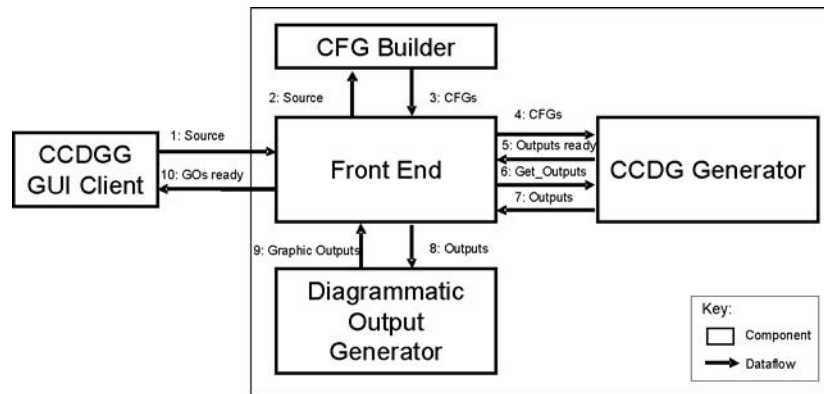 CFG Builder
2: Source
3: CFGs
1: Source
4: CFGs
5: Outputs ready
CCDGG
GUI Client
Front End
CCDG Generator
10: GOs ready
6: Get_Outputs
7: Outputs
9: Graphic Outputs
8: Outputs
Diagrammatic
Output
Generator
Key:
Component
Dataflow